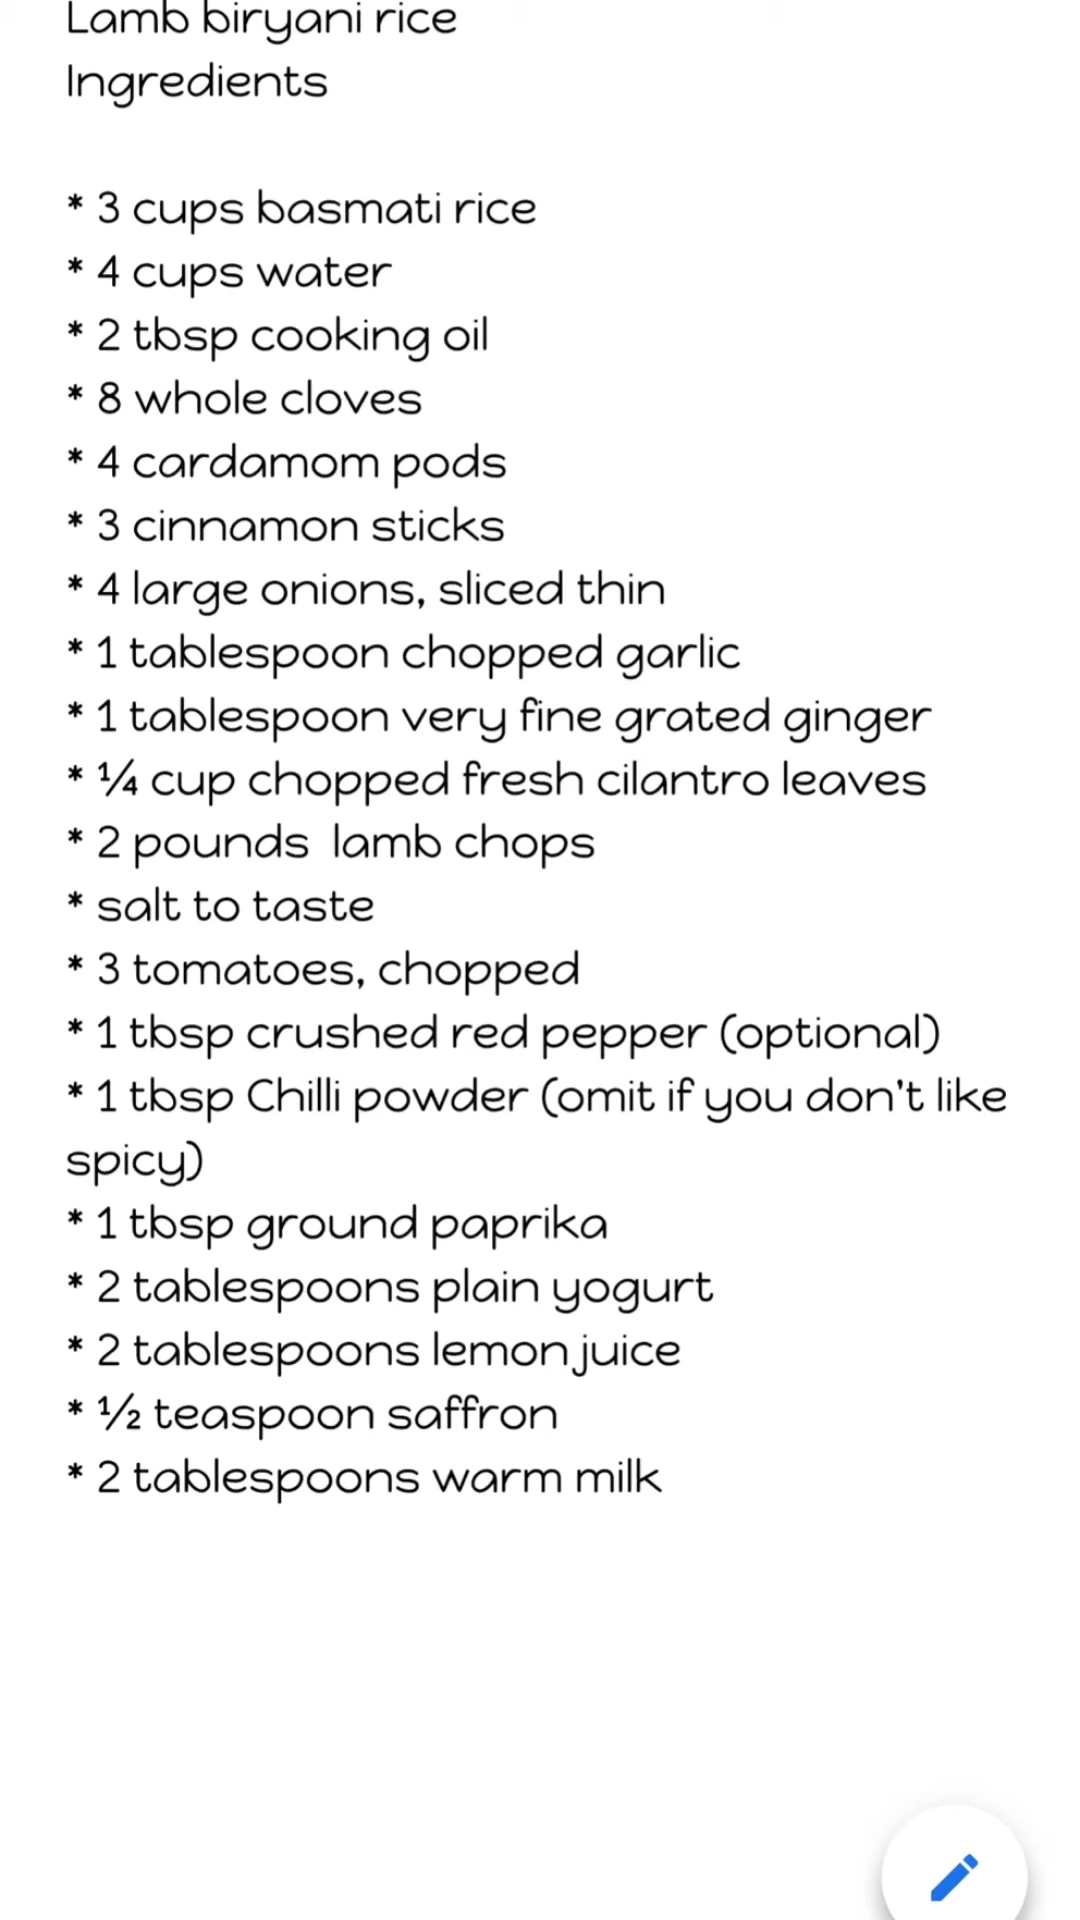 Lamb biryani rice
Ingredients
* 3 cups basmati rice
* 4 cups water
* 2 tbsp cooking oil
* 8 whole cloves
* 4 cardamom pods
* 3 cinnamon sticks
* 4 large onions, sliced thin
* 1 tablespoon chopped garlic
* 1 tablespoon very fine grated ginger
* ¼ cup chopped fresh cilantro leaves
* 2 pounds  lamb chops
* salt to taste
* 3 tomatoes, chopped
* 1 tbsp crushed red pepper (optional)
* 1 tbsp Chilli powder (omit if you don't like
spicy)
* 1 tbsp ground paprika
* 2 tablespoons plain yogurt
* 2 tablespoons lemon juice
* ½ teaspoon saffron
* 2 tablespoons warm milk